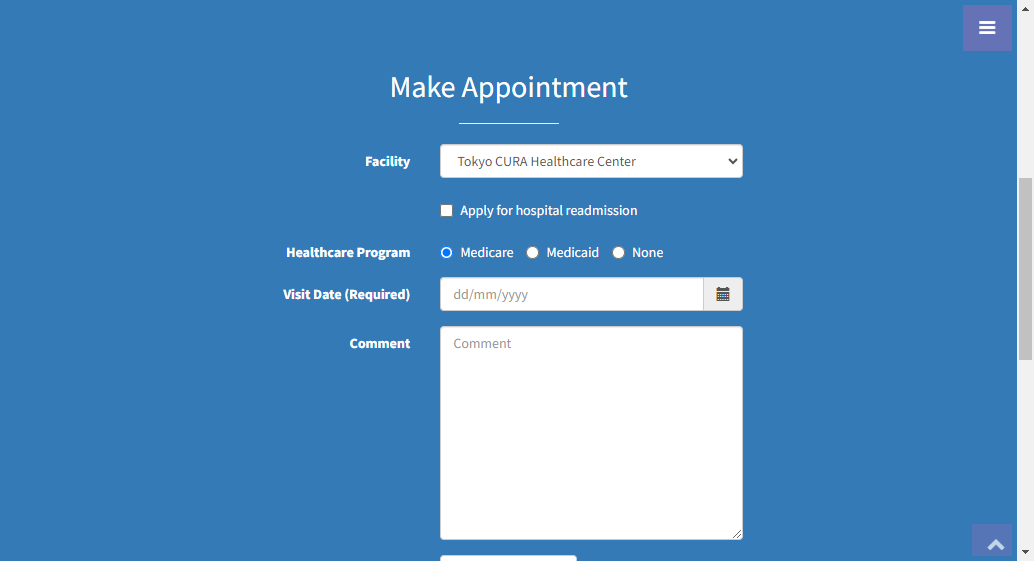 Make Appointment
Facility
Tokyo CURA Healthcare Center
Apply for hospital readmission
Healthcare Program
Medicare
Medicaid
None
Visit Date (Required)
dd/mm/yyyy
Comment
Comment